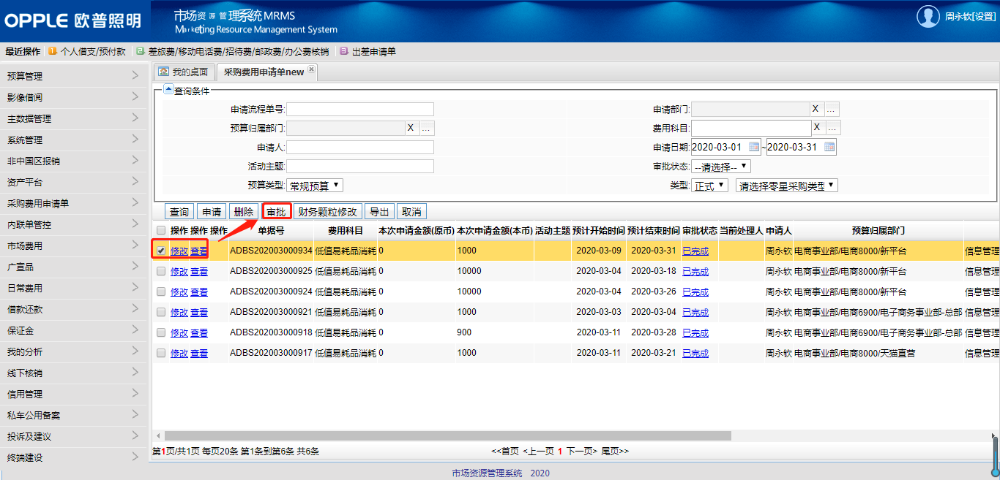 OPPLE 欧普照明
市场资源管理系统MRMS
Marketing Resource Management System
周永钦[设置]
最近操作 1 个人借支/预付款 2 差旅费/移动电话费/招待费/邮政费/办公费核销 3 出差申请单
预算管理
影像借阅
主数据管理
系统管理
非中国区报销
资产平台
采购费用申请单
内联单管控
市场费用
广宣品
日常费用
借款还款
保证金
我的分析
线下核销
信用管理
私车公用备案
投诉及建议
终端建设
我的桌面 采购费用申请单new
查询条件
申请流程单号: 申请部门: X ...
预算归属部门: X ... 费用科目: X ...
申请人: 申请日期: 2020-03-01 ~ 2020-03-31
活动主题: 审批状态: --请选择--
预算类型: 常规预算 类型: 正式 请选择零星采购类型
查询 申请 删除 审批 财务颗粒修改 导出 取消
操作 操作 操作 单据号 费用科目 本次申请金额(原币) 本次申请金额(本币) 活动主题 预计开始时间 预计结束时间 审批状态 当前处理人 申请人 预算归属部门
修改 查看 ADBS202003000934 低值易耗品消耗 0 1000 2020-03-09 2020-03-31 已完成 周永钦 电商事业部/电商8000/新平台 信息管理
修改 查看 ADBS202003000925 低值易耗品消耗 0 10000 2020-03-04 2020-03-18 已完成 周永钦 电商事业部/电商8000/新平台 信息管理
修改 查看 ADBS202003000924 低值易耗品消耗 0 10000 2020-03-04 2020-03-26 已完成 周永钦 电商事业部/电商8000/新平台 信息管理
修改 查看 ADBS202003000921 低值易耗品消耗 0 1000 2020-03-03 2020-03-04 已完成 周永钦 电商事业部/电商6900/电子商务事业部-总部 信息管理
修改 查看 ADBS202003000918 低值易耗品消耗 0 900 2020-03-11 2020-03-28 已完成 周永钦 电商事业部/电商6900/电子商务事业部-总部 信息管理
修改 查看 ADBS202003000917 低值易耗品消耗 0 1000 2020-03-11 2020-03-21 已完成 周永钦 电商事业部/电商8000/天猫直营 信息管理
第1页/共1页 每页20条 第1条到第6条 共6条 <<首页 <上一页 1 下一页> 尾页>>
市场资源管理系统 2020